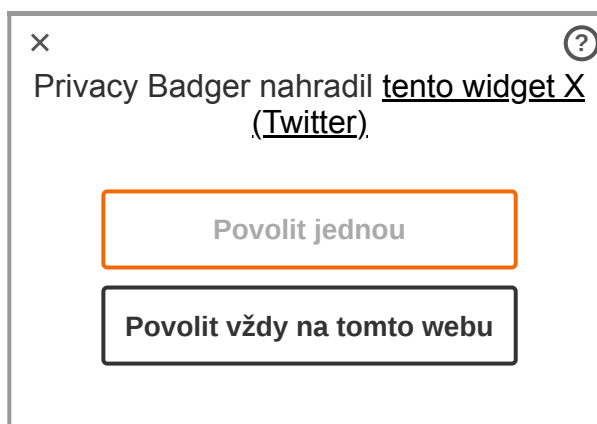 ×
?
Privacy Badger nahradil tento widget X
(Twitter)
Povolit jednou
Povolit vždy na tomto webu